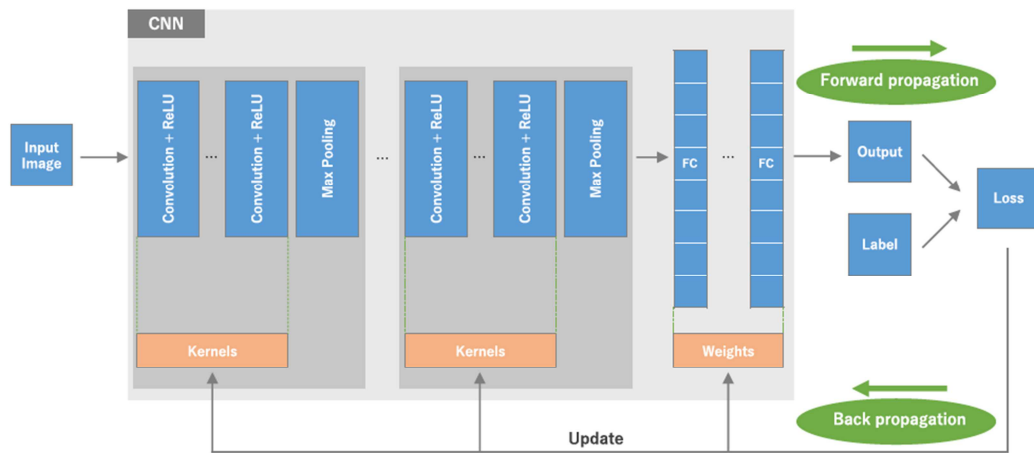 CNN
Forward propagation
Input
Image
Convolution + ReLU
...
Convolution + ReLU
Max Pooling
...
Convolution + ReLU
...
Convolution + ReLU
Max Pooling
FC
...
FC
Output
Label
Loss
Kernels
Kernels
Weights
Back propagation
Update